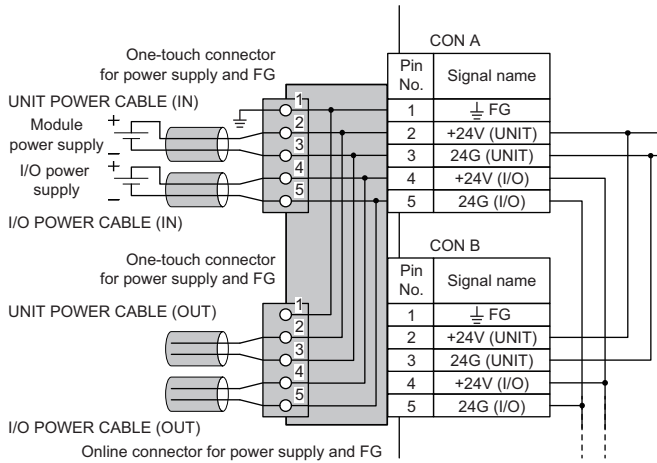 CON A
One-touch connector
for power supply and FG
Pin
No.
Signal name
UNIT POWER CABLE (IN)
1
1
⏚ FG
Module
power supply
+
−
2
2
+24V (UNIT)
3
3
24G (UNIT)
I/O power
supply
+
−
4
4
+24V (I/O)
5
5
24G (I/O)
I/O POWER CABLE (IN)
CON B
One-touch connector
for power supply and FG
Pin
No.
Signal name
UNIT POWER CABLE (OUT)
1
1
⏚ FG
2
2
+24V (UNIT)
3
3
24G (UNIT)
4
4
+24V (I/O)
5
5
24G (I/O)
I/O POWER CABLE (OUT)
Online connector for power supply and FG